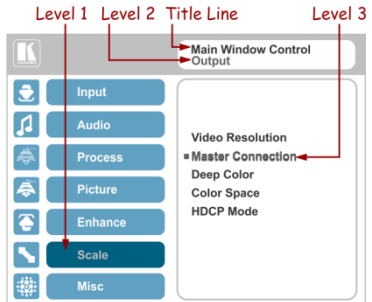 Level 1 Level 2 Title Line Level 3
Main Window Control
Output
Input
Audio
Process
Picture
Enhance
Scale
Misc
Video Resolution
Master Connection
Deep Color
Color Space
HDCP Mode